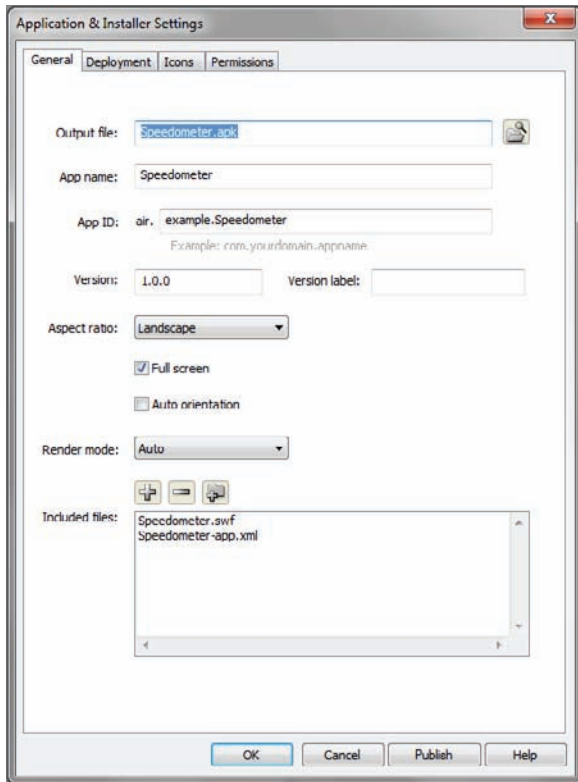 Application & Installer Settings
General Deployment Icons Permissions
Output file: Speedometer.apk
App name: Speedometer
App ID: air. example.Speedometer
Example: com.yourdomain.appname
Version: 1.0.0 Version label:
Aspect ratio: Landscape
Full screen
Auto orientation
Render mode: Auto
Included files:
Speedometer.swf
Speedometer-app.xml
OK Cancel Publish Help